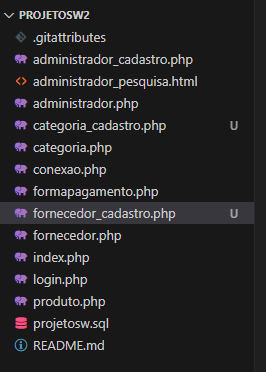 PROJETOSW2
.gitattributes
administrador_cadastro.php
administrador_pesquisa.html
administrador.php
categoria_cadastro.php U
categoria.php
conexao.php
formapagamento.php
fornecedor_cadastro.php U
fornecedor.php
index.php
login.php
produto.php
projetosw.sql
README.md